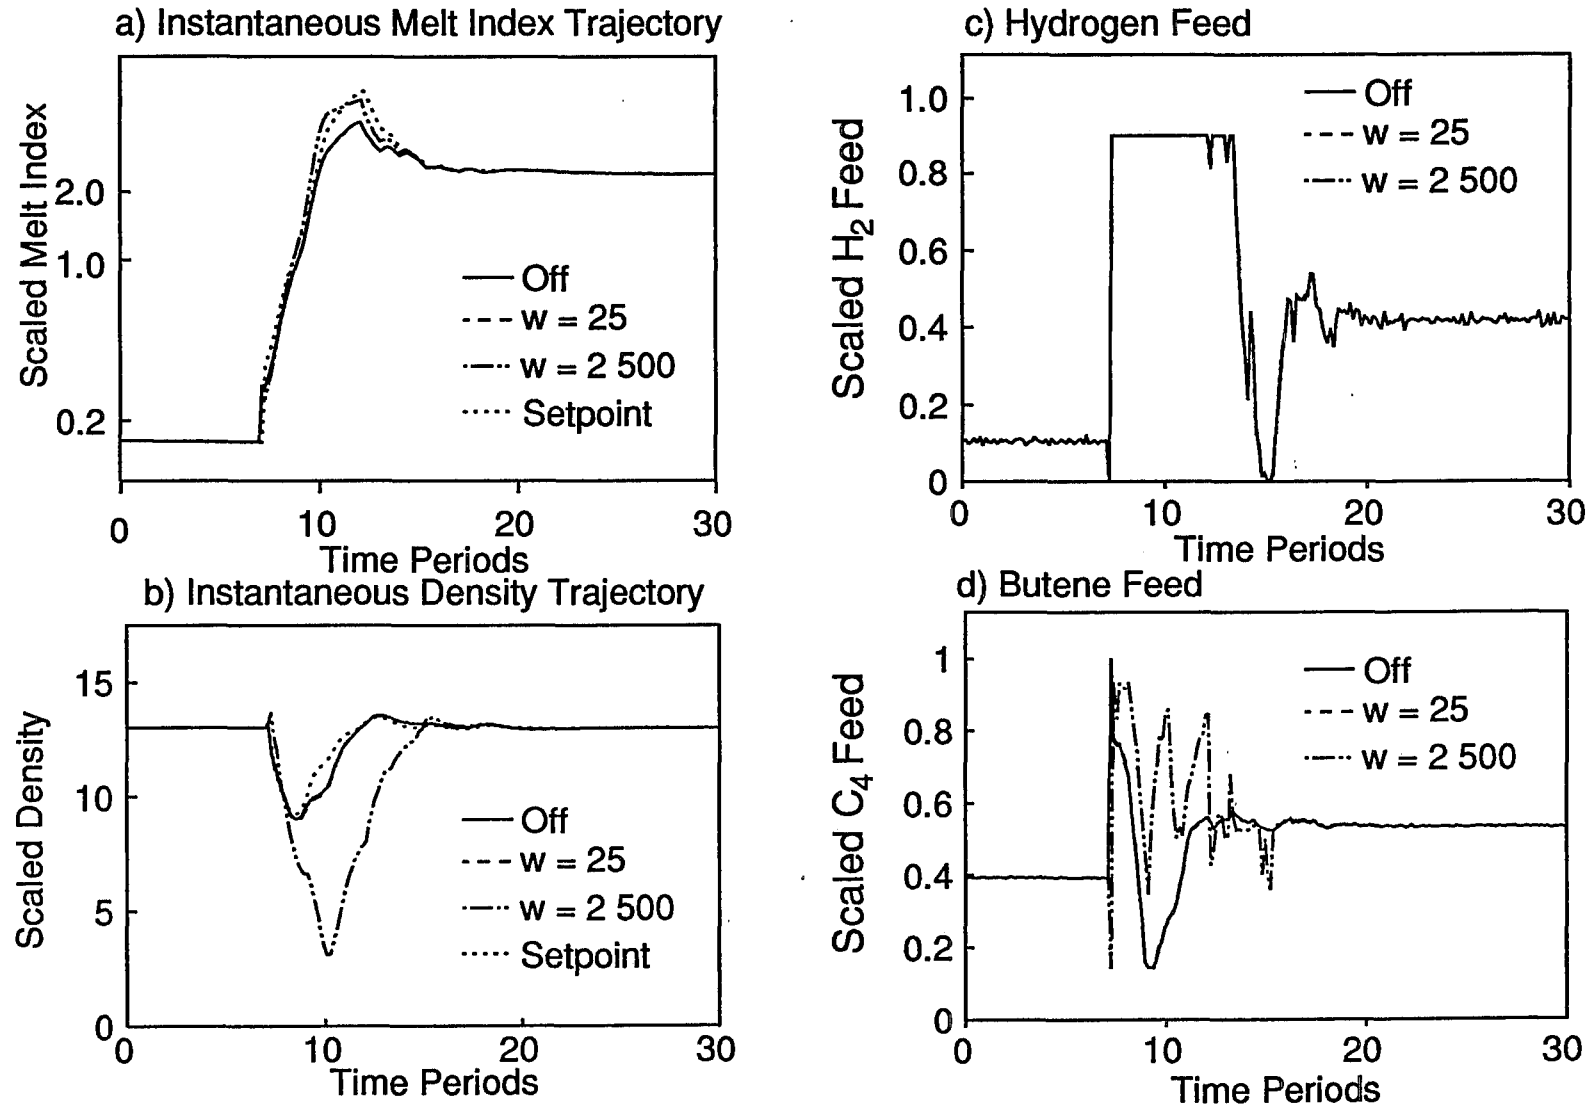 a) Instantaneous Melt Index Trajectory
Scaled Melt Index
2.0
1.0
0.2
Off
w = 25
w = 2 500
Setpoint
0
10
20
30
Time Periods
b) Instantaneous Density Trajectory
Scaled Density
15
10
5
0
Off
w = 25
w = 2 500
Setpoint
0
10
20
30
Time Periods
c) Hydrogen Feed
Scaled H2 Feed
1.0
0.8
0.6
0.4
0.2
0
Off
w = 25
w = 2 500
0
10
20
30
Time Periods
d) Butene Feed
Scaled C4 Feed
1
0.8
0.6
0.4
0.2
0
Off
w = 25
w = 2 500
0
10
20
30
Time Periods